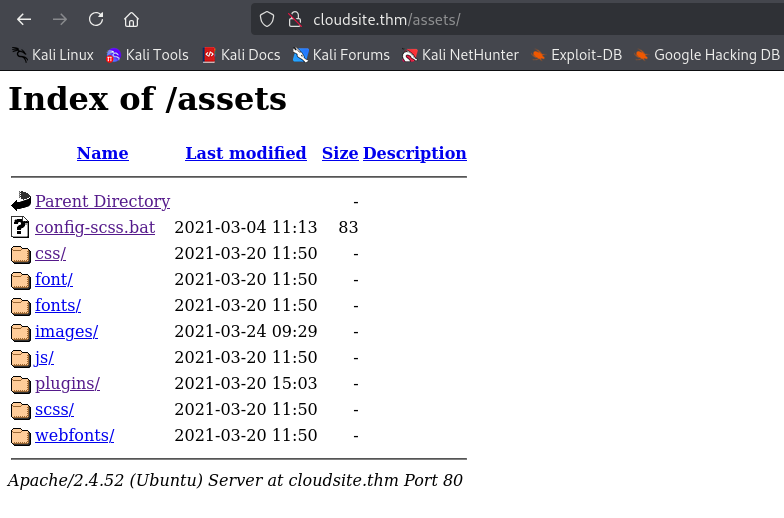 cloudsite.thm/assets/
Kali Linux Kali Tools Kali Docs Kali Forums Kali NetHunter Exploit-DB Google Hacking DB
Index of /assets
Name Last modified Size Description
Parent Directory -
config-scss.bat 2021-03-04 11:13 83
css/ 2021-03-20 11:50 -
font/ 2021-03-20 11:50 -
fonts/ 2021-03-20 11:50 -
images/ 2021-03-24 09:29 -
js/ 2021-03-20 11:50 -
plugins/ 2021-03-20 15:03 -
scss/ 2021-03-20 11:50 -
webfonts/ 2021-03-20 11:50 -
Apache/2.4.52 (Ubuntu) Server at cloudsite.thm Port 80